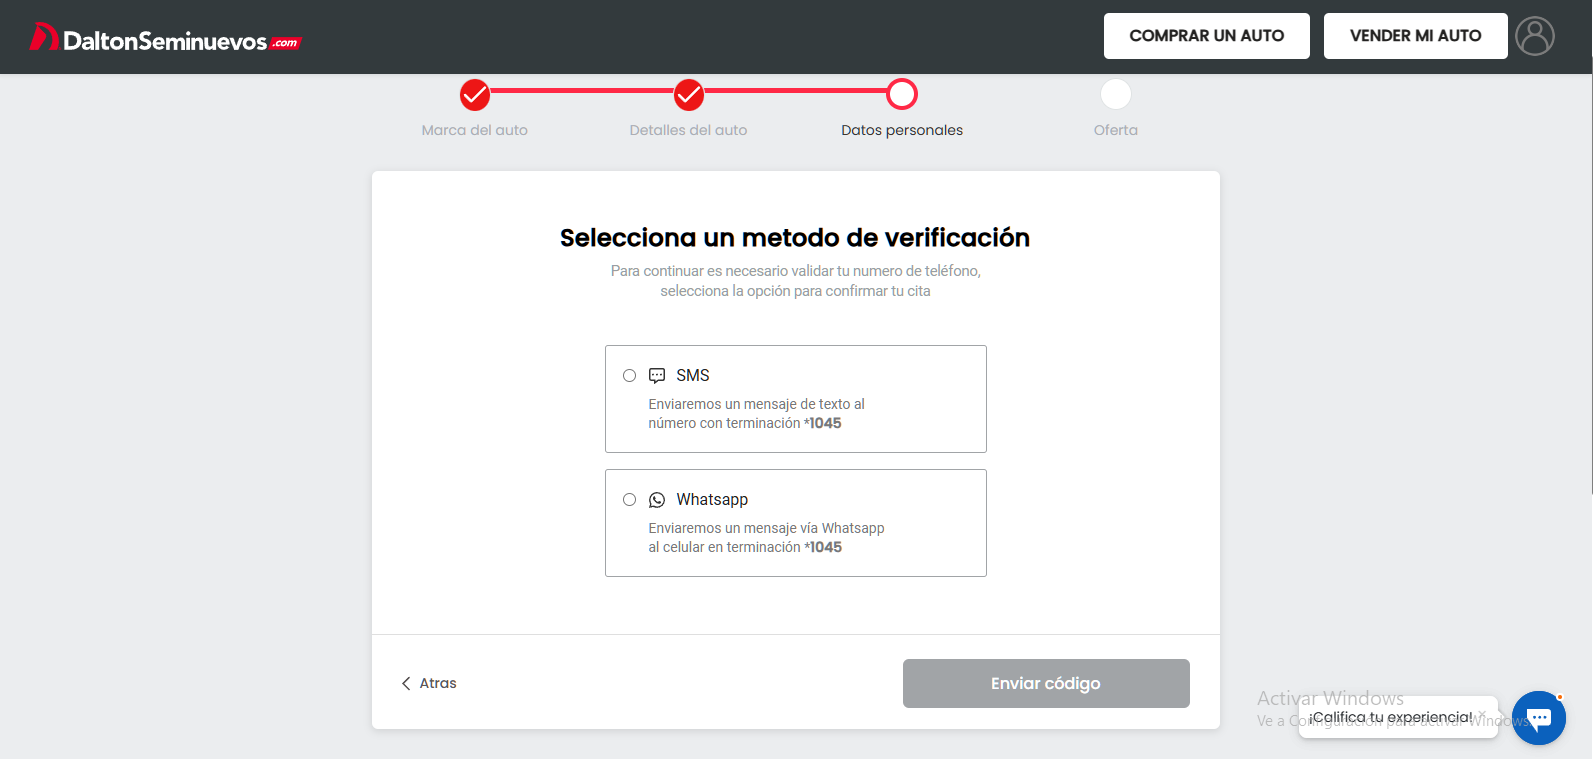 DaltonSeminuevos.com
COMPRAR UN AUTO
VENDER MI AUTO
Marca del auto
Detalles del auto
Datos personales
Oferta
Selecciona un metodo de verificación
Para continuar es necesario validar tu numero de teléfono,
selecciona la opción para confirmar tu cita
SMS
Enviaremos un mensaje de texto al
número con terminación *1045
Whatsapp
Enviaremos un mensaje vía Whatsapp
al celular en terminación *1045
Atras
Enviar código
Activar Windows
¡Califica tu experiencia!
Ve a Configuración para activar Windows.